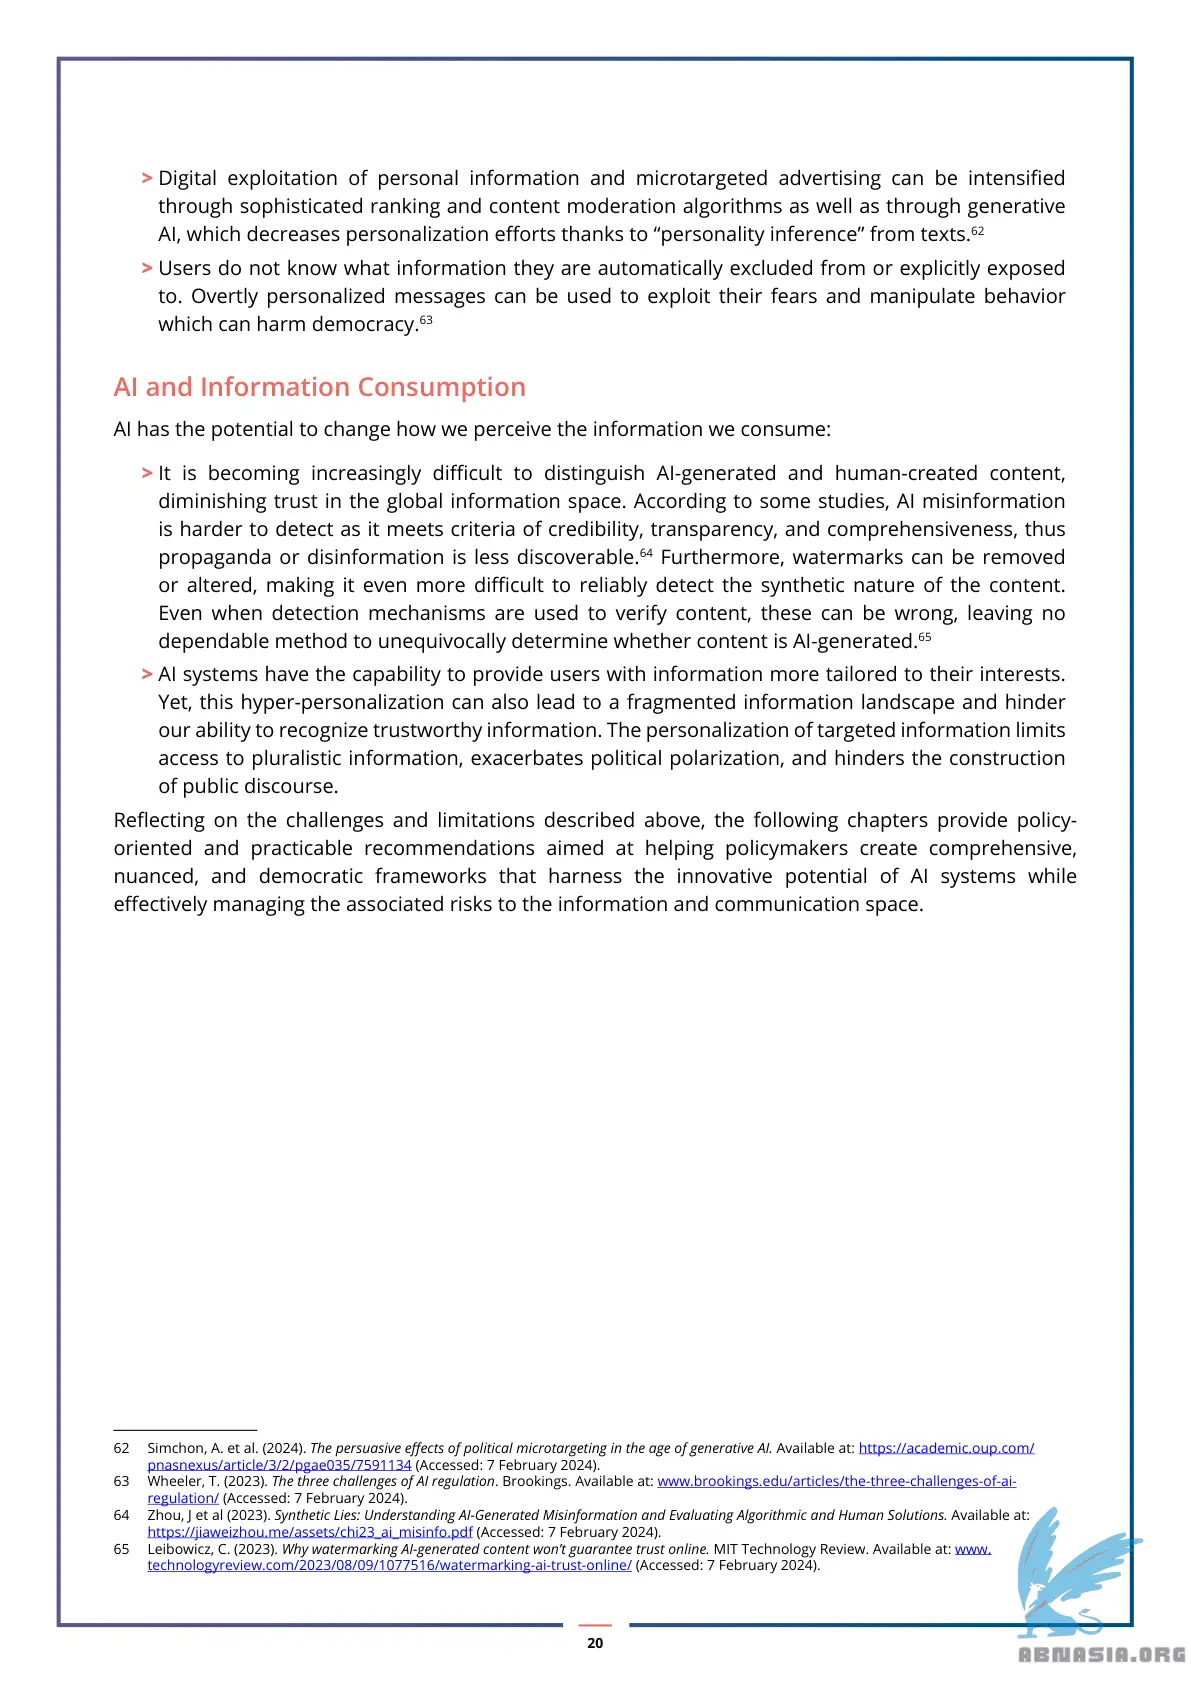 > Digital exploitation of personal information and microtargeted advertising can be intensified
through sophisticated ranking and content moderation algorithms as well as through generative
AI, which decreases personalization efforts thanks to “personality inference” from texts.62
> Users do not know what information they are automatically excluded from or explicitly exposed
to. Overtly personalized messages can be used to exploit their fears and manipulate behavior
which can harm democracy.63
AI and Information Consumption
AI has the potential to change how we perceive the information we consume:
> It is becoming increasingly difficult to distinguish AI-generated and human-created content,
diminishing trust in the global information space. According to some studies, AI misinformation
is harder to detect as it meets criteria of credibility, transparency, and comprehensiveness, thus
propaganda or disinformation is less discoverable.64 Furthermore, watermarks can be removed
or altered, making it even more difficult to reliably detect the synthetic nature of the content.
Even when detection mechanisms are used to verify content, these can be wrong, leaving no
dependable method to unequivocally determine whether content is AI-generated.65
> AI systems have the capability to provide users with information more tailored to their interests.
Yet, this hyper-personalization can also lead to a fragmented information landscape and hinder
our ability to recognize trustworthy information. The personalization of targeted information limits
access to pluralistic information, exacerbates political polarization, and hinders the construction
of public discourse.
Reflecting on the challenges and limitations described above, the following chapters provide policy-
oriented and practicable recommendations aimed at helping policymakers create comprehensive,
nuanced, and democratic frameworks that harness the innovative potential of AI systems while
effectively managing the associated risks to the information and communication space.
62 Simchon, A. et al. (2024). The persuasive effects of political microtargeting in the age of generative AI. Available at: https://academic.oup.com/
pnasnexus/article/3/2/pgae035/7591134 (Accessed: 7 February 2024).
63 Wheeler, T. (2023). The three challenges of AI regulation. Brookings. Available at: www.brookings.edu/articles/the-three-challenges-of-ai-
regulation/ (Accessed: 7 February 2024).
64 Zhou, J et al (2023). Synthetic Lies: Understanding AI-Generated Misinformation and Evaluating Algorithmic and Human Solutions. Available at:
https://jiaweizhou.me/assets/chi23_ai_misinfo.pdf (Accessed: 7 February 2024).
65 Leibowicz, C. (2023). Why watermarking AI-generated content won’t guarantee trust online. MIT Technology Review. Available at: www.
technologyreview.com/2023/08/09/1077516/watermarking-ai-trust-online/ (Accessed: 7 February 2024).
20
ABNASIA.ORG